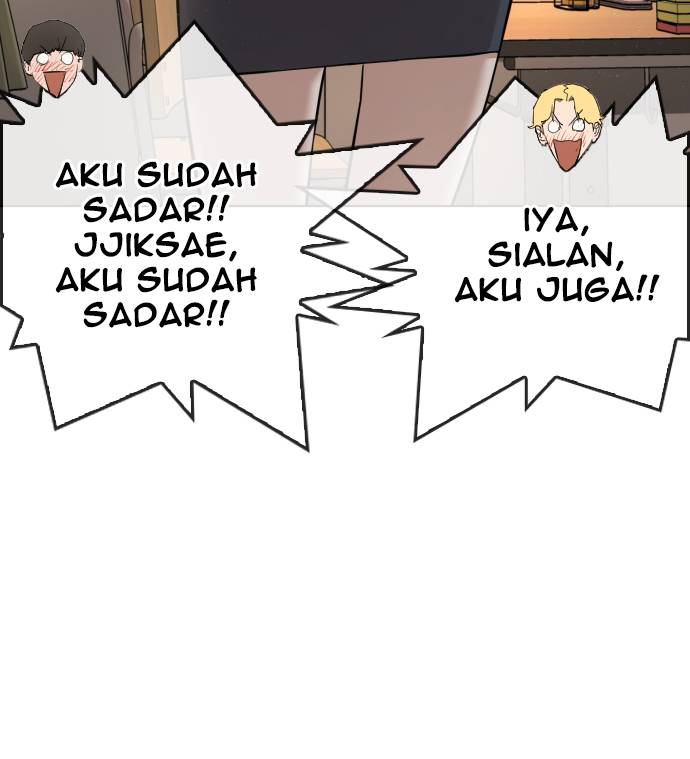 AKU SUDAH
SADAR!!
JJIKSAE,
AKU SUDAH
SADAR!!
IYA,
SIALAN,
AKU JUGA!!